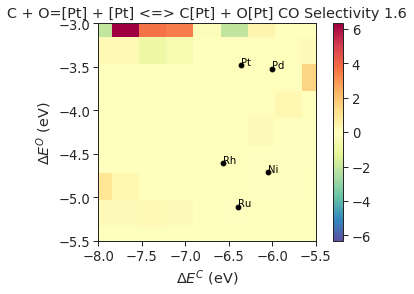 C + O=[Pt] + [Pt] <=> C[Pt] + O[Pt] CO Selectivity 1.6
−3.0
−3.5
−4.0
−4.5
−5.0
−5.5
ΔE^O (eV)
Pt
Pd
Rh
Ni
Ru
−8.0 −7.5 −7.0 −6.5 −6.0 −5.5
ΔE^C (eV)
6
4
2
0
−2
−4
−6